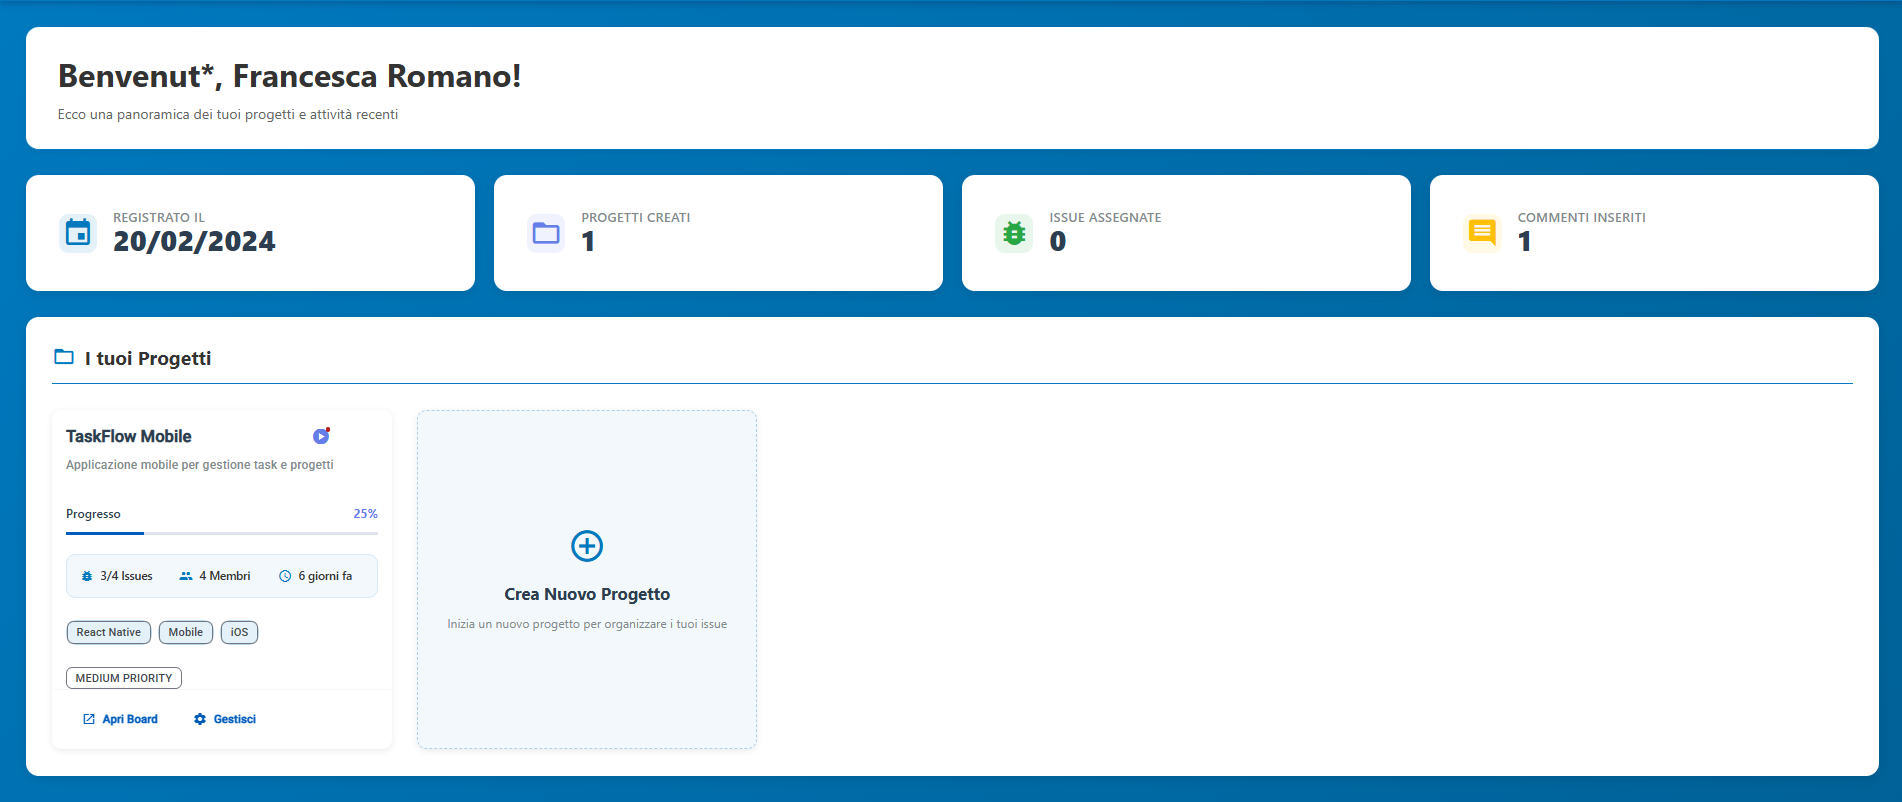 Benvenut*, Francesca Romano!
Ecco una panoramica dei tuoi progetti e attività recenti
REGISTRATO IL
20/02/2024
PROGETTI CREATI
1
ISSUE ASSEGNATE
0
COMMENTI INSERITI
1
I tuoi Progetti
TaskFlow Mobile
Applicazione mobile per gestione task e progetti
Progresso 25%
3/4 Issues 4 Membri 6 giorni fa
React Native Mobile iOS
MEDIUM PRIORITY
Apri Board Gestisci
Crea Nuovo Progetto
Inizia un nuovo progetto per organizzare i tuoi issue